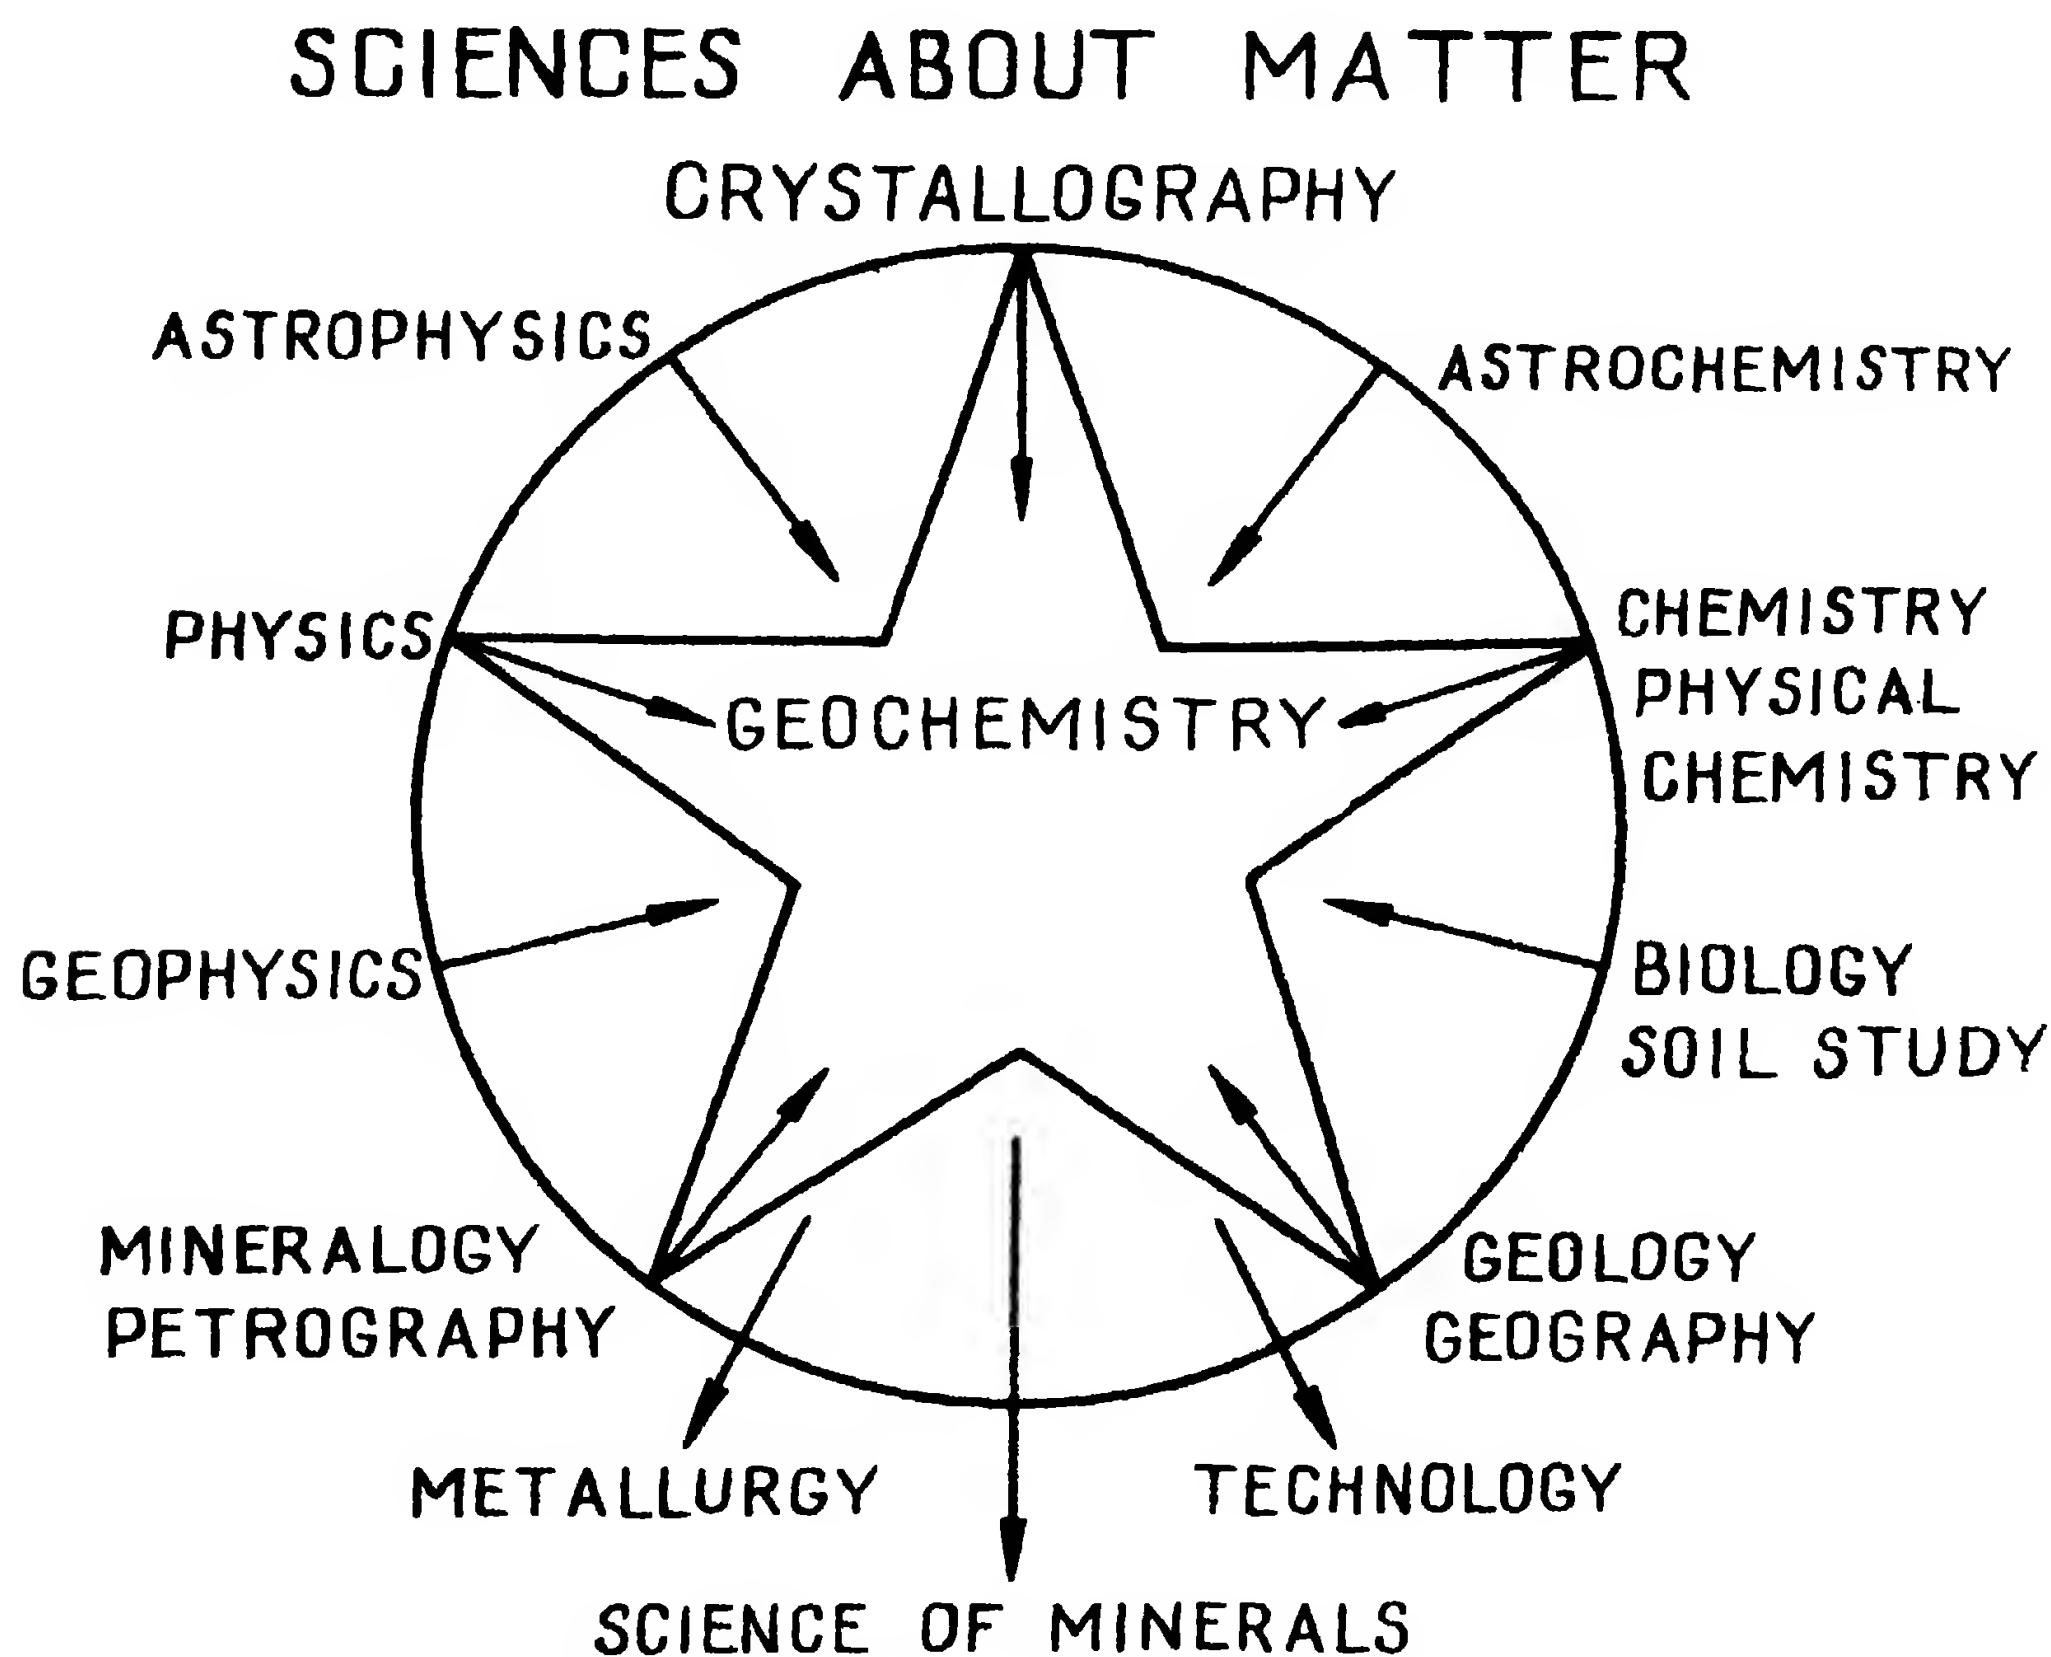 SCIENCES ABOUT MATTER
CRYSTALLOGRAPHY
ASTROPHYSICS
ASTROCHEMISTRY
PHYSICS
CHEMISTRY
PHYSICAL
CHEMISTRY
GEOCHEMISTRY
GEOPHYSICS
BIOLOGY
SOIL STUDY
MINERALOGY
PETROGRAPHY
GEOLOGY
GEOGRAPHY
METALLURGY
TECHNOLOGY
SCIENCE OF MINERALS